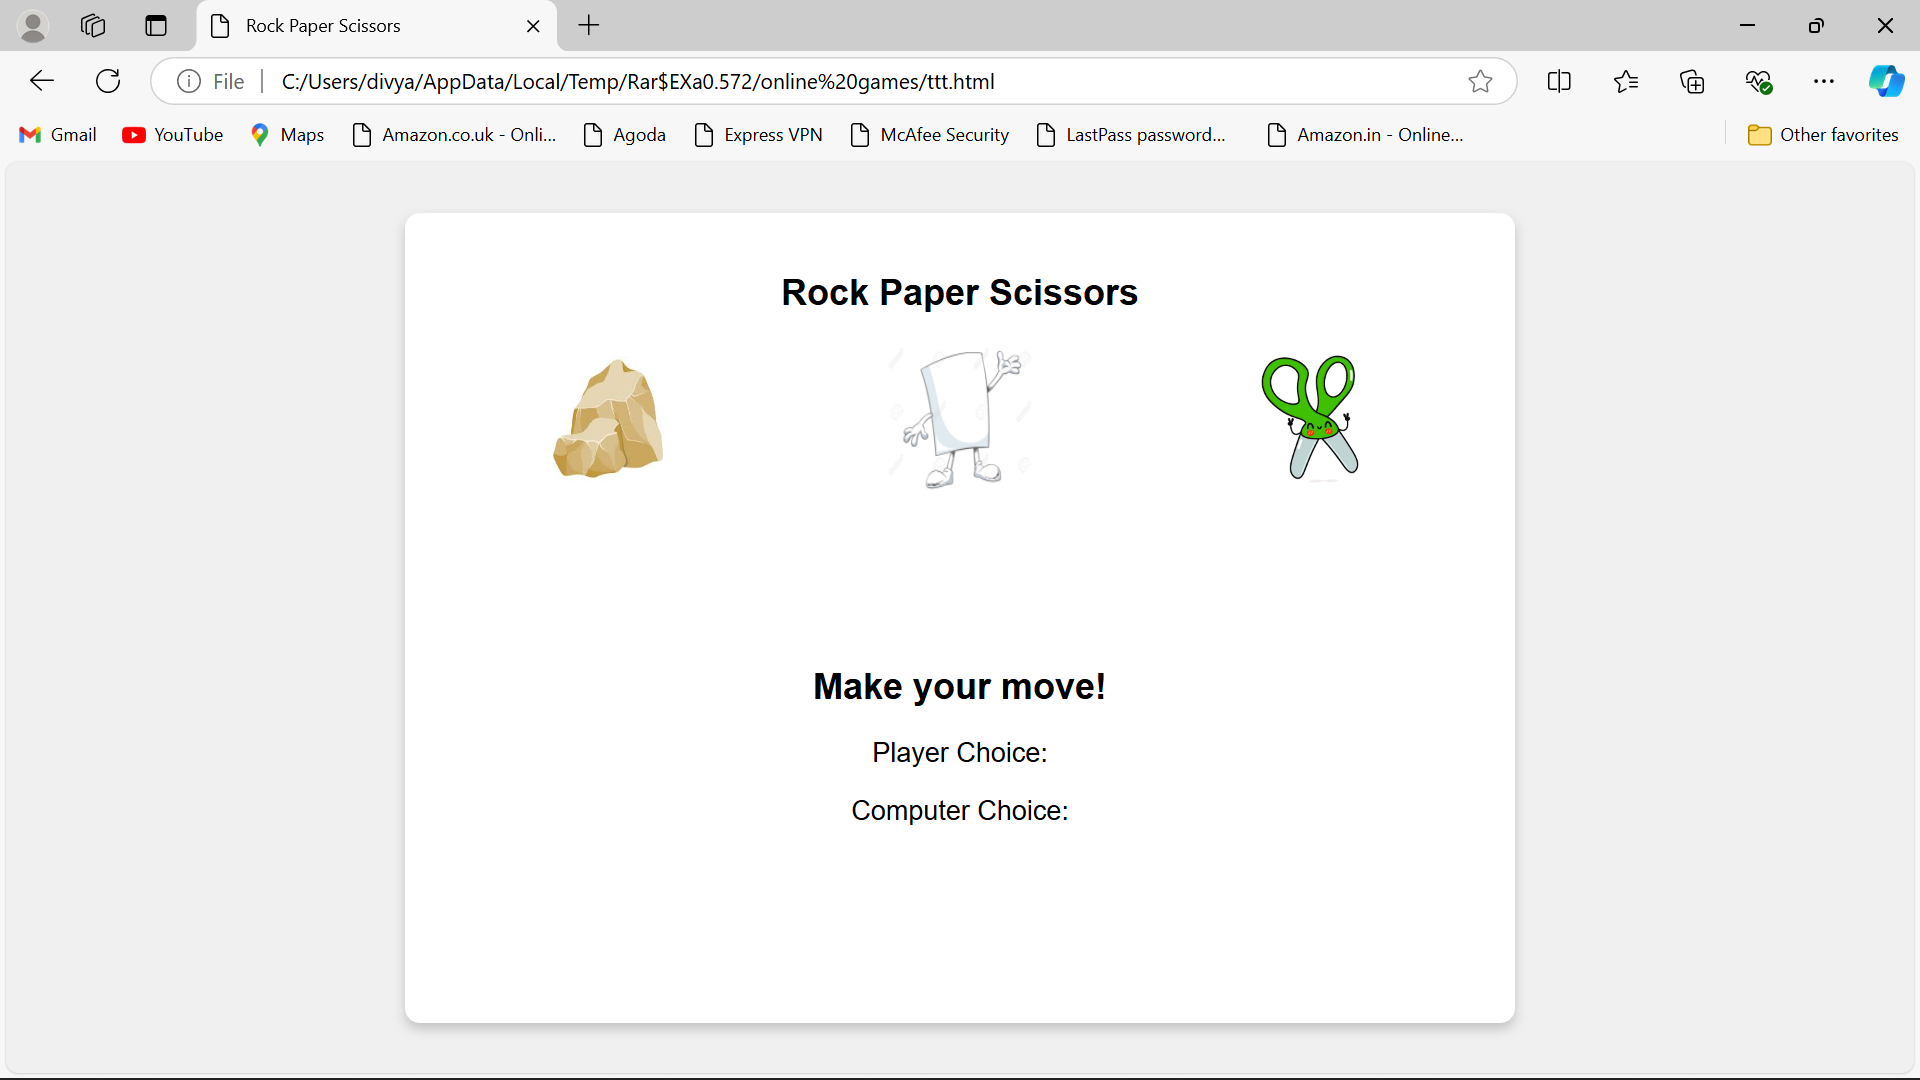 Rock Paper Scissors
File C:/Users/divya/AppData/Local/Temp/Rar$EXa0.572/online%20games/ttt.html
Gmail YouTube Maps Amazon.co.uk - Onli... Agoda Express VPN McAfee Security LastPass password... Amazon.in - Online... Other favorites
Rock Paper Scissors
Make your move!
Player Choice:
Computer Choice: